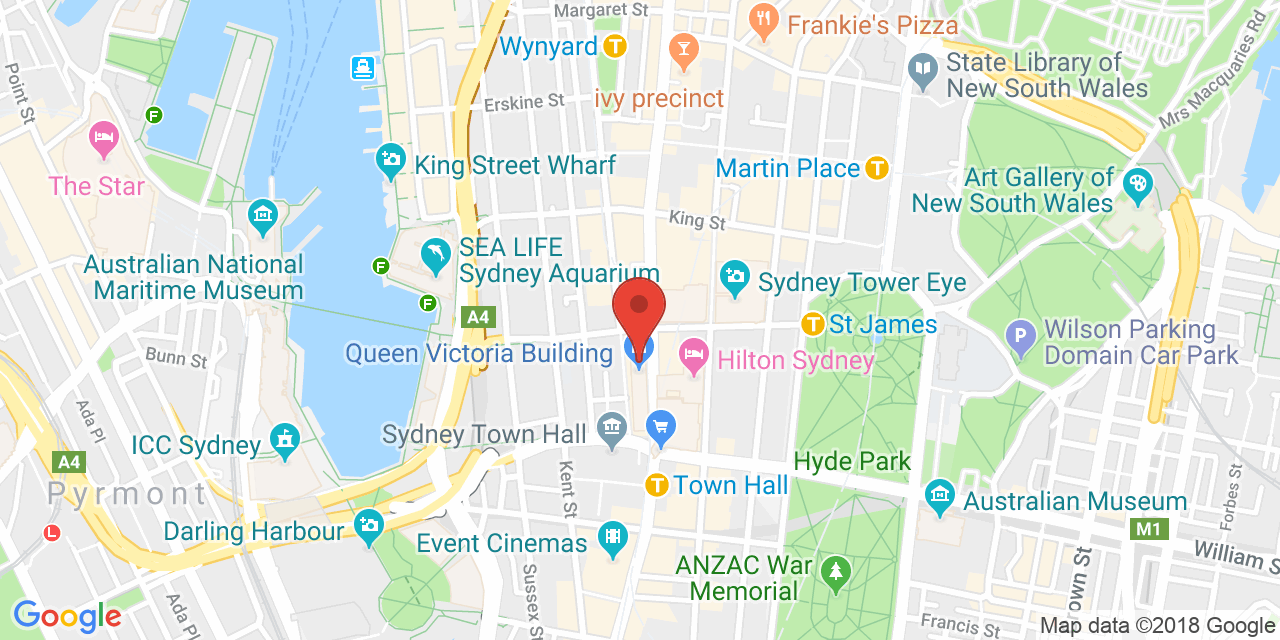 Margaret St
Frankie's Pizza
Wynyard T
State Library of
New South Wales
Point St
Erskine St
ivy precinct
Mrs Macquaries Rd
F
King Street Wharf
Martin Place T
The Star
Art Gallery of
New South Wales
King St
SEA LIFE
Sydney Aquarium
Australian National
Maritime Museum
F
F
Sydney Tower Eye
A4
T St James
Wilson Parking
Domain Car Park
P
Bunn St
Queen Victoria Building
Hilton Sydney
Ada Pl
ICC Sydney
Sydney Town Hall
A4
Hyde Park
Pyrmont
Kent St
T Town Hall
Australian Museum
Forbes St
L
Darling Harbour
Event Cinemas
M1
William S
ANZAC War
Memorial
Sussex St
Ada Pl
Francis St
rown St
Google
Map data ©2018 Google